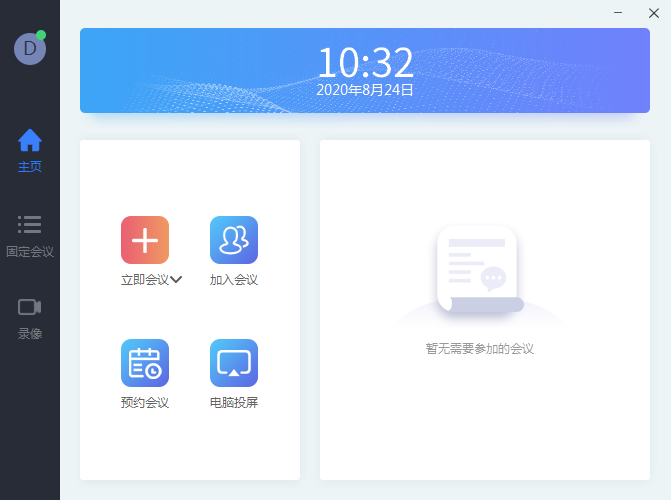 D
主页
固定会议
录像
10:32
2020年8月24日
立即会议
加入会议
预约会议
电脑投屏
暂无需要参加的会议